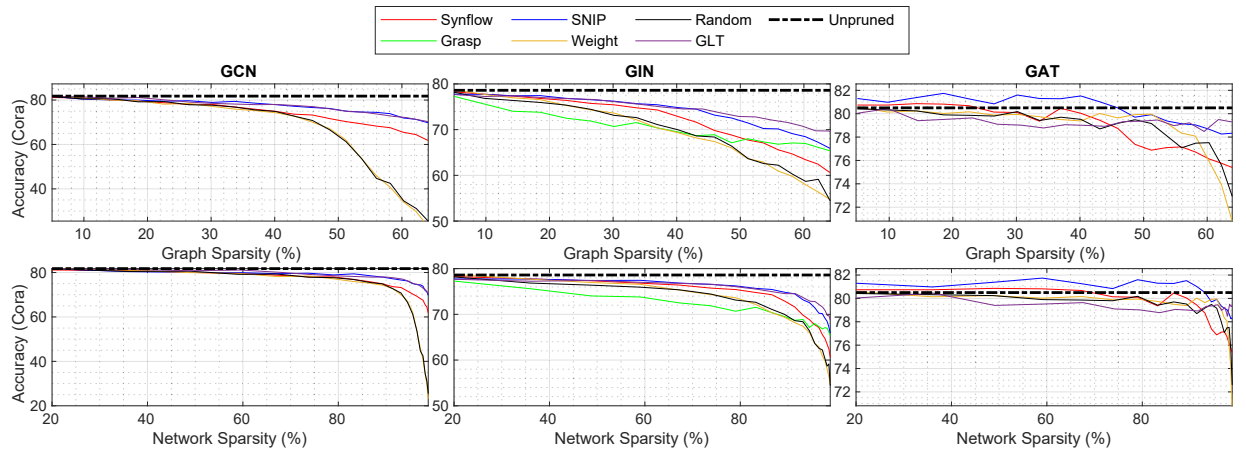 Synflow SNIP Random Unpruned
Grasp Weight GLT
GCN GIN GAT
Accuracy (Cora)
80
60
40
10 20 30 40 50 60
Graph Sparsity (%)
80
70
60
50
10 20 30 40 50 60
Graph Sparsity (%)
82
80
78
76
74
72
10 20 30 40 50 60
Graph Sparsity (%)
Accuracy (Cora)
80
60
40
20
20 40 60 80
Network Sparsity (%)
80
70
60
50
20 40 60 80
Network Sparsity (%)
82
80
78
76
74
72
20 40 60 80
Network Sparsity (%)